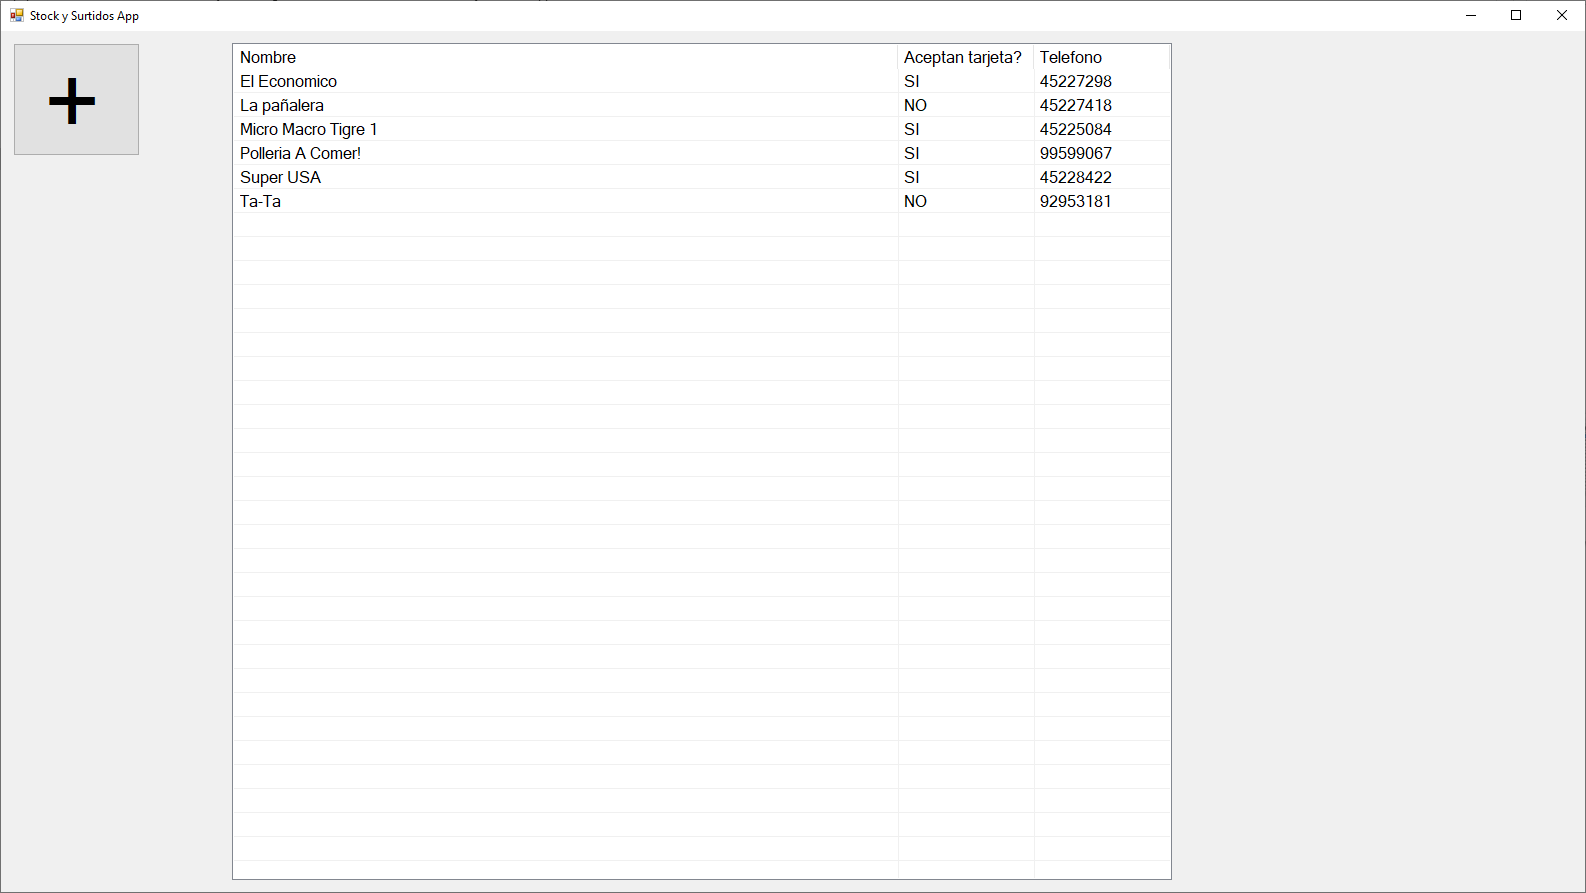 Stock y Surtidos App
+
Nombre Aceptan tarjeta? Telefono
El Economico SI 45227298
La pañalera NO 45227418
Micro Macro Tigre 1 SI 45225084
Polleria A Comer! SI 99599067
Super USA SI 45228422
Ta-Ta NO 92953181